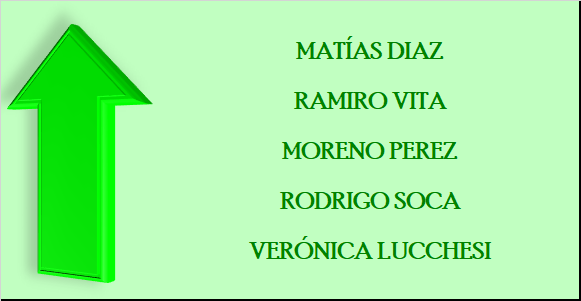 MATÍAS DIAZ
RAMIRO VITA
MORENO PEREZ
RODRIGO SOCA
VERÓNICA LUCCHESI